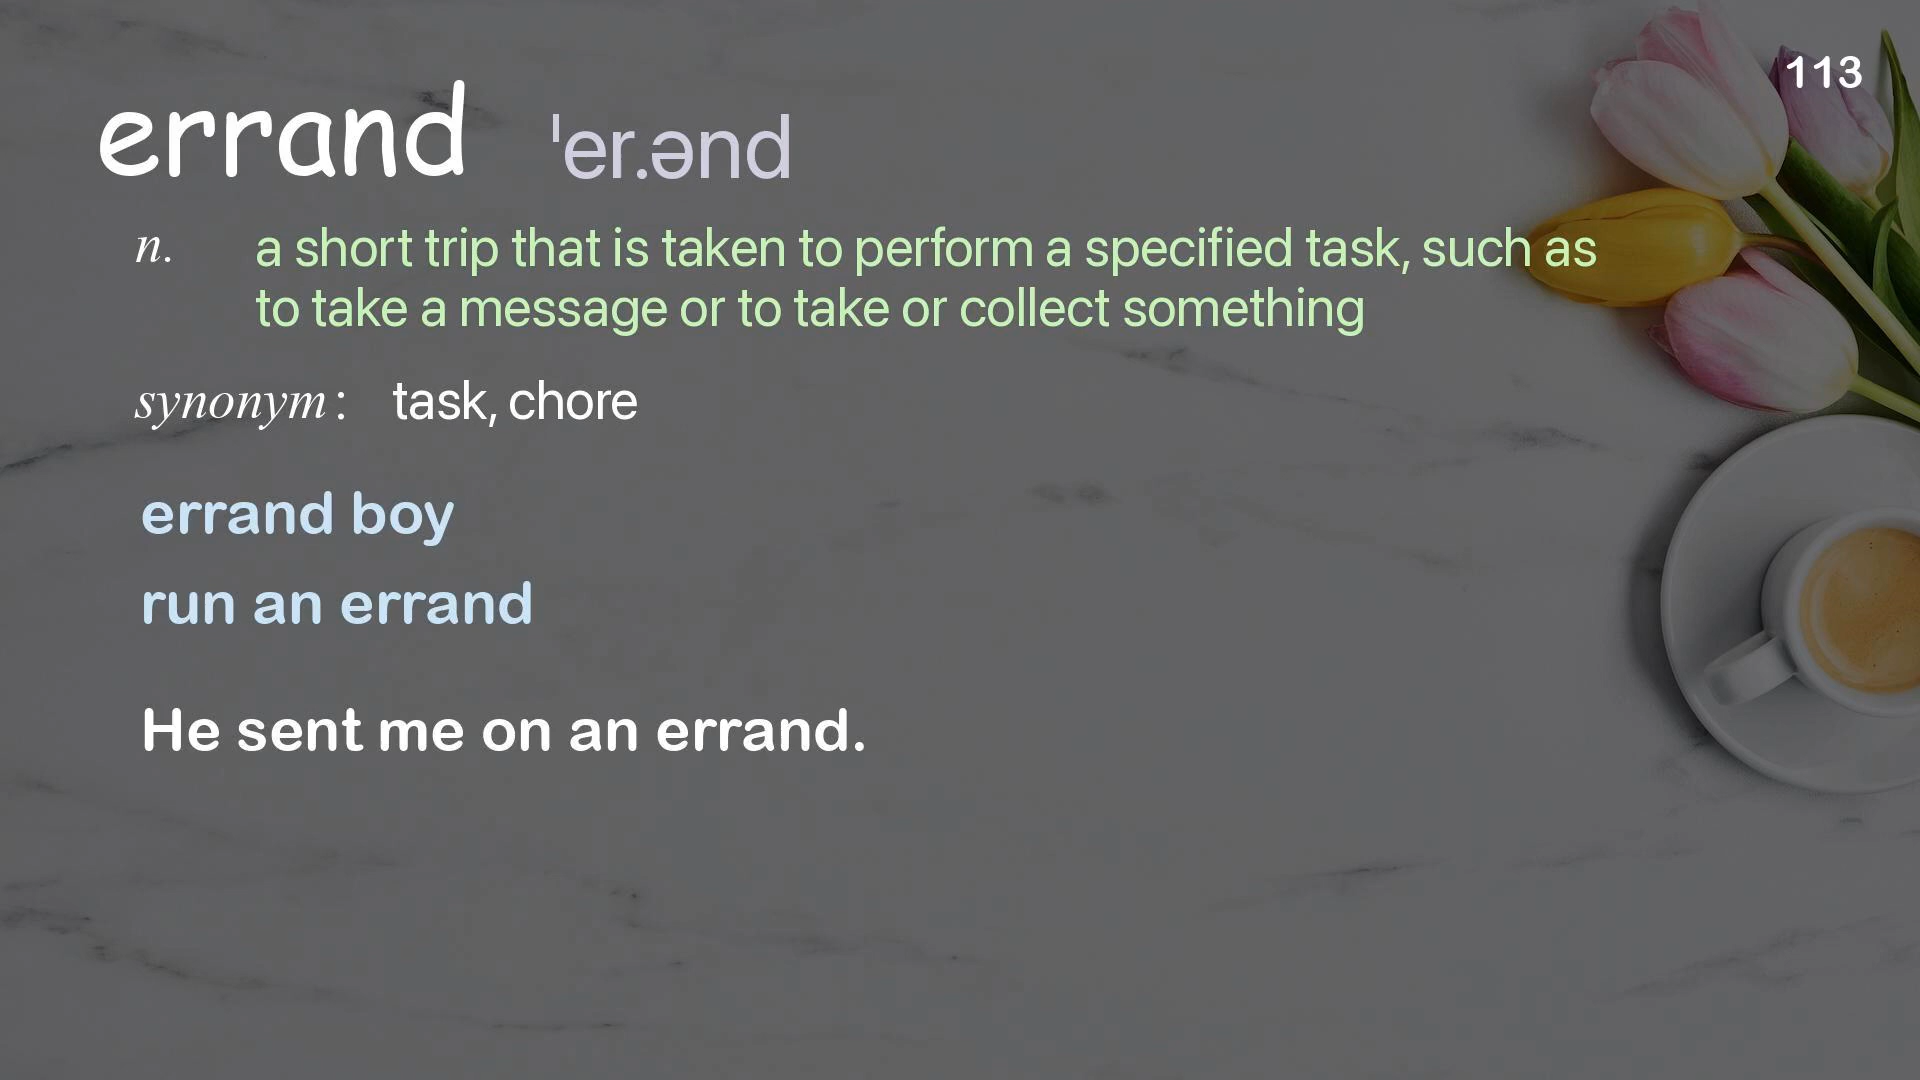 113
errand ˈer.ənd
n. a short trip that is taken to perform a specified task, such as
to take a message or to take or collect something
synonym: task, chore
errand boy
run an errand
He sent me on an errand.